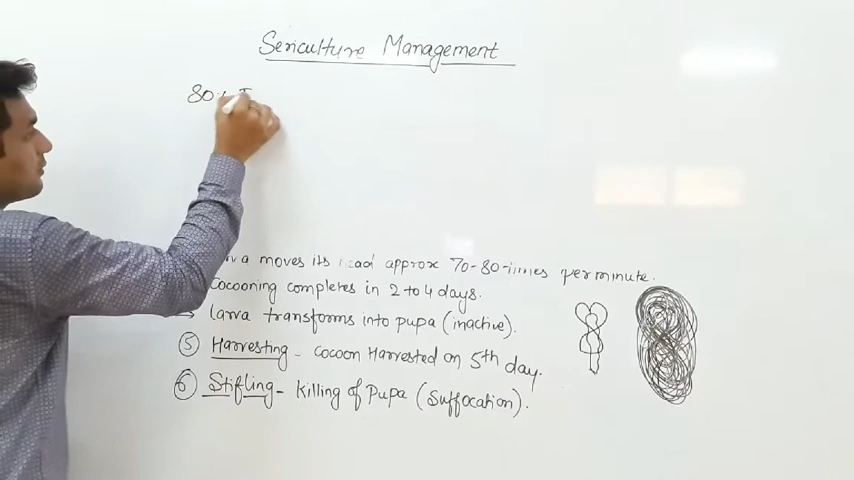 Sericulture Management
80%
moves its head approx 70-80-times per minute.
Cocooning completes in 2 to 4 days.
→ larva transforms into pupa (inactive).
⑤ Harvesting - cocoon Harvested on 5th day.
⑥ Stifling - Killing of Pupa (suffocation).